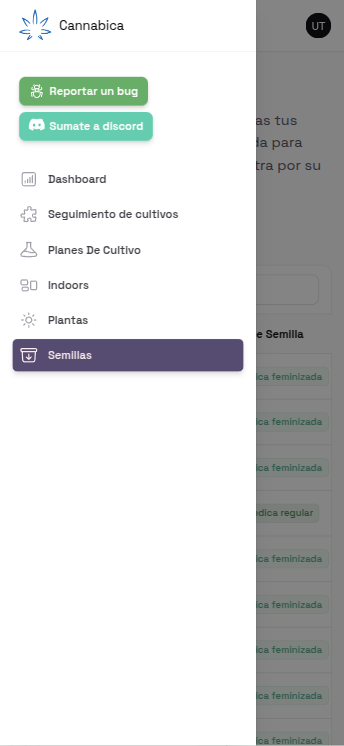 Cannabica
UT
Reportar un bug
Sumate a discord
as tus
da para
tra por su
Dashboard
Seguimiento de cultivos
Planes De Cultivo
Indoors
Plantas
e Semilla
Semillas
ica feminizada
ica feminizada
ica feminizada
dica regular
ica feminizada
ica feminizada
ica feminizada
ica feminizada
ica feminizada